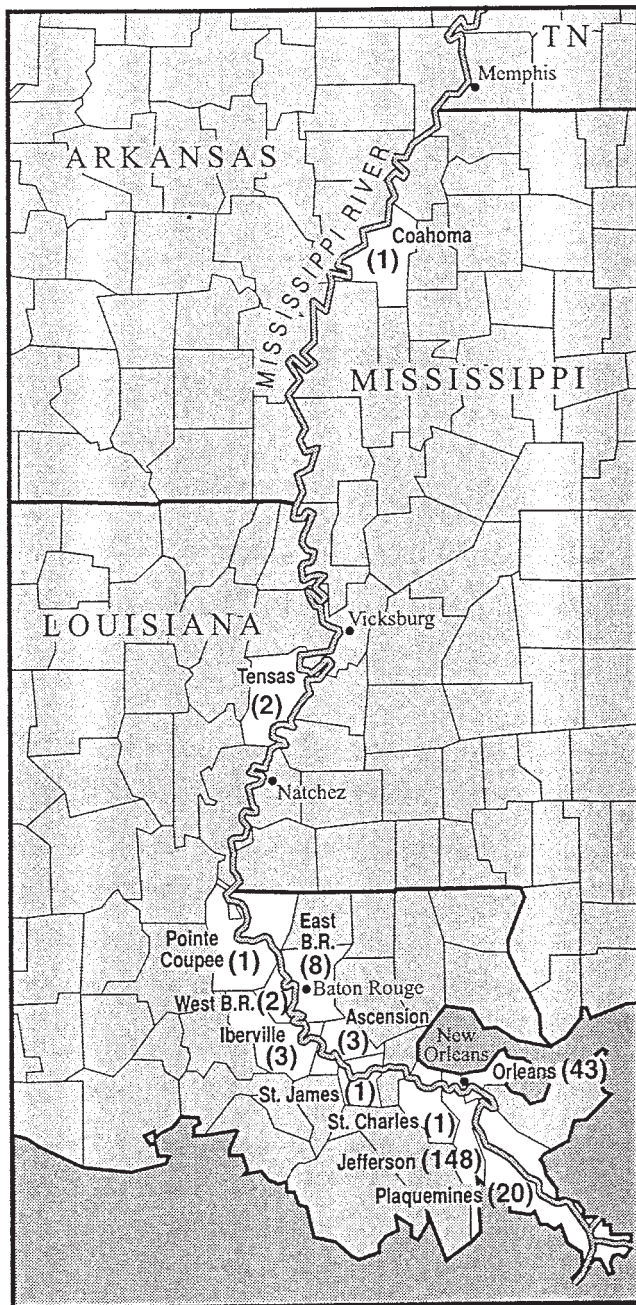 TN
Memphis
ARKANSAS
MISSISSIPPI RIVER
Coahoma
(1)
MISSISSIPPI
LOUISIANA
Vicksburg
Tensas
(2)
Natchez
East
B.R.
(8)
Pointe
Coupee (1)
Baton Rouge
West B.R. (2)
Ascension
(3)
Iberville
(3)
New
Orleans
Orleans (43)
St. James (1)
St. Charles (1)
Jefferson (148)
Plaquemines (20)